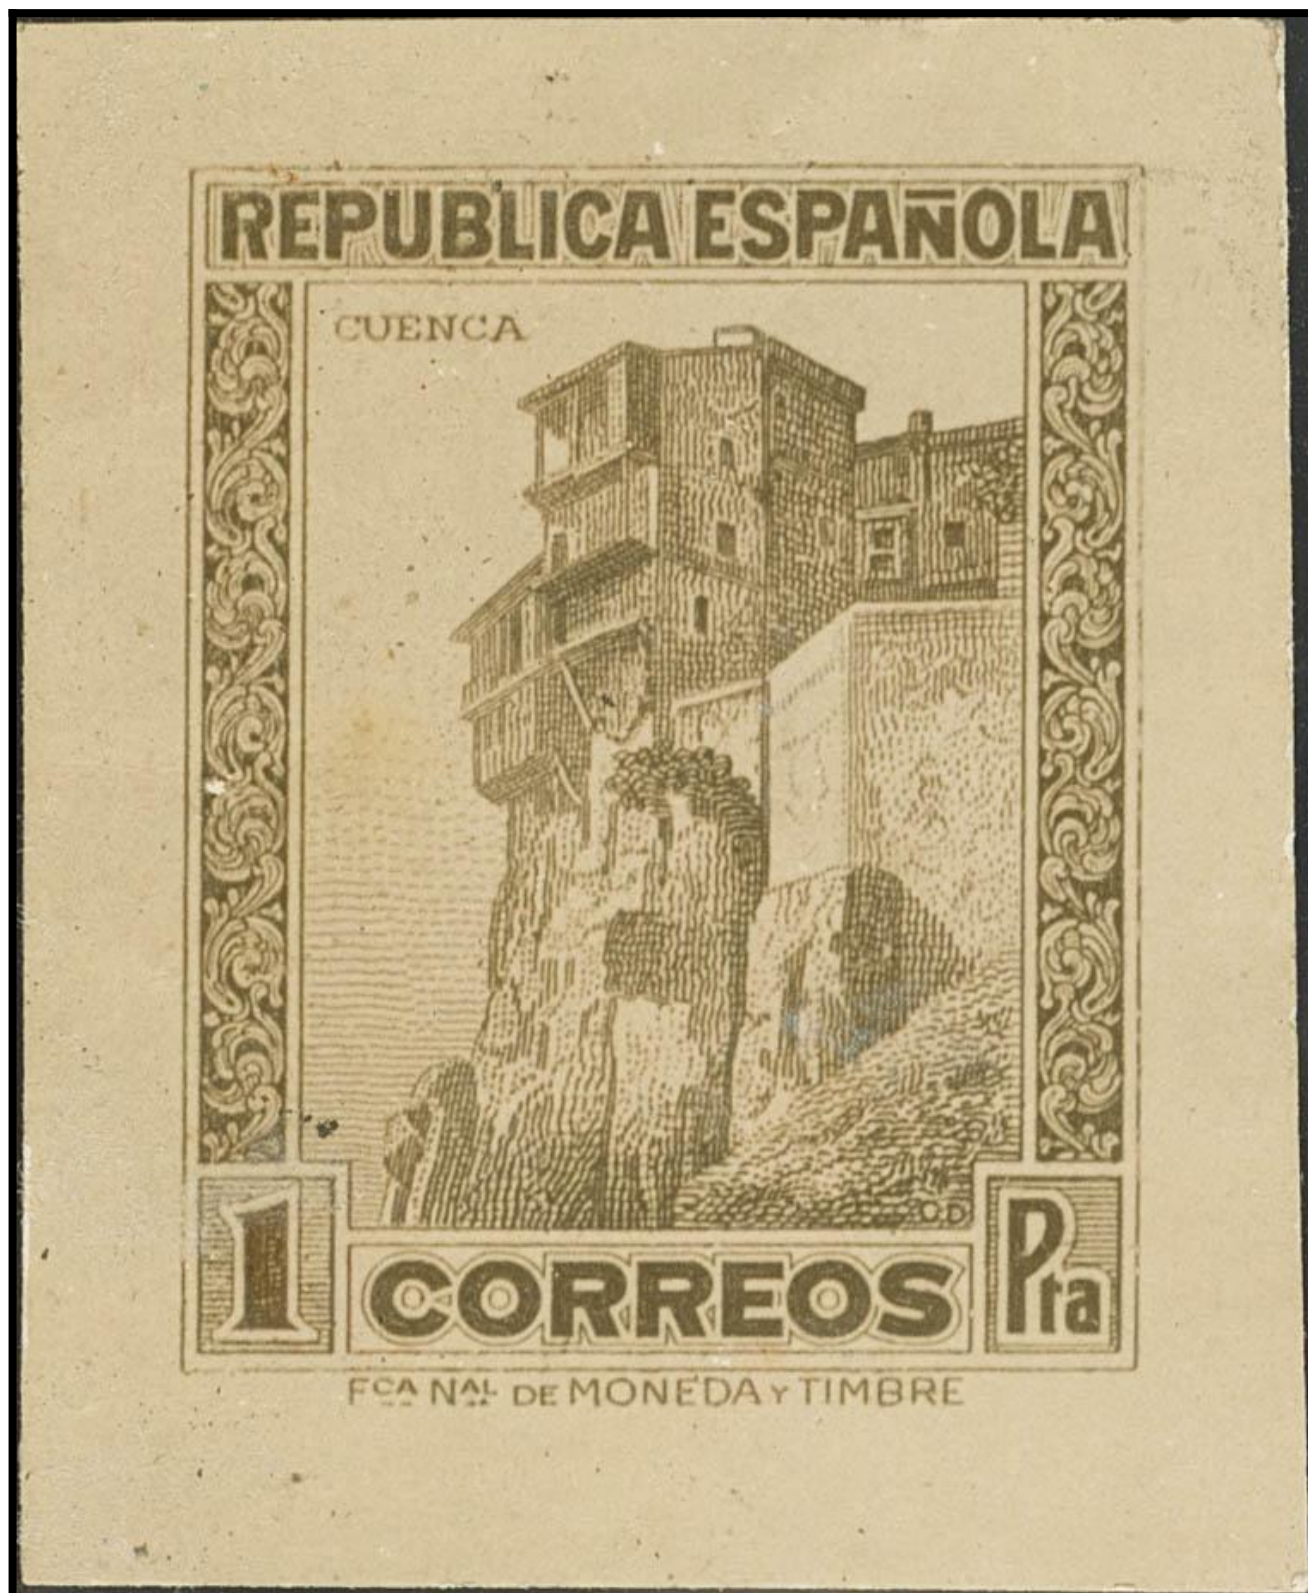 REPUBLICA ESPAÑOLA
CUENCA
C D
1 CORREOS Pta
FCA NAL DE MONEDA Y TIMBRE